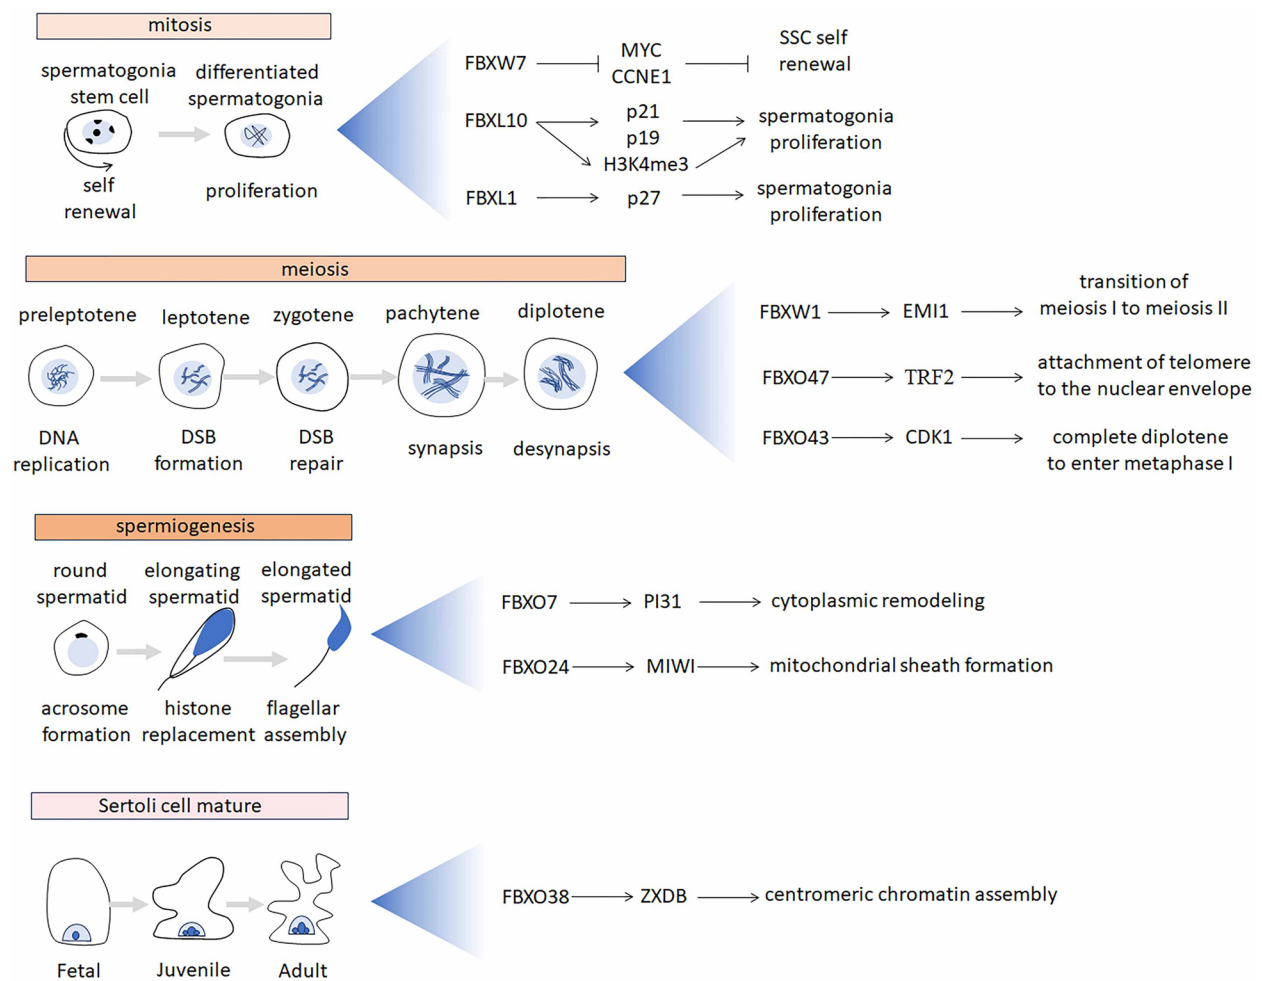 mitosis
spermatogonia
stem cell
differentiated
spermatogonia
self
renewal
proliferation
FBXW7
MYC
CCNE1
SSC self
renewal
FBXL10
p21
p19
H3K4me3
spermatogonia
proliferation
FBXL1
p27
spermatogonia
proliferation
meiosis
preleptotene
leptotene
zygotene
pachytene
diplotene
DNA
replication
DSB
formation
DSB
repair
synapsis
desynapsis
FBXW1
EMI1
transition of
meiosis I to meiosis II
FBXO47
TRF2
attachment of telomere
to the nuclear envelope
FBXO43
CDK1
complete diplotene
to enter metaphase I
spermiogenesis
round
spermatid
elongating
spermatid
elongated
spermatid
acrosome
formation
histone
replacement
flagellar
assembly
FBXO7
PI31
cytoplasmic remodeling
FBXO24
MIWI
mitochondrial sheath formation
Sertoli cell mature
Fetal
Juvenile
Adult
FBXO38
ZXDB
centromeric chromatin assembly